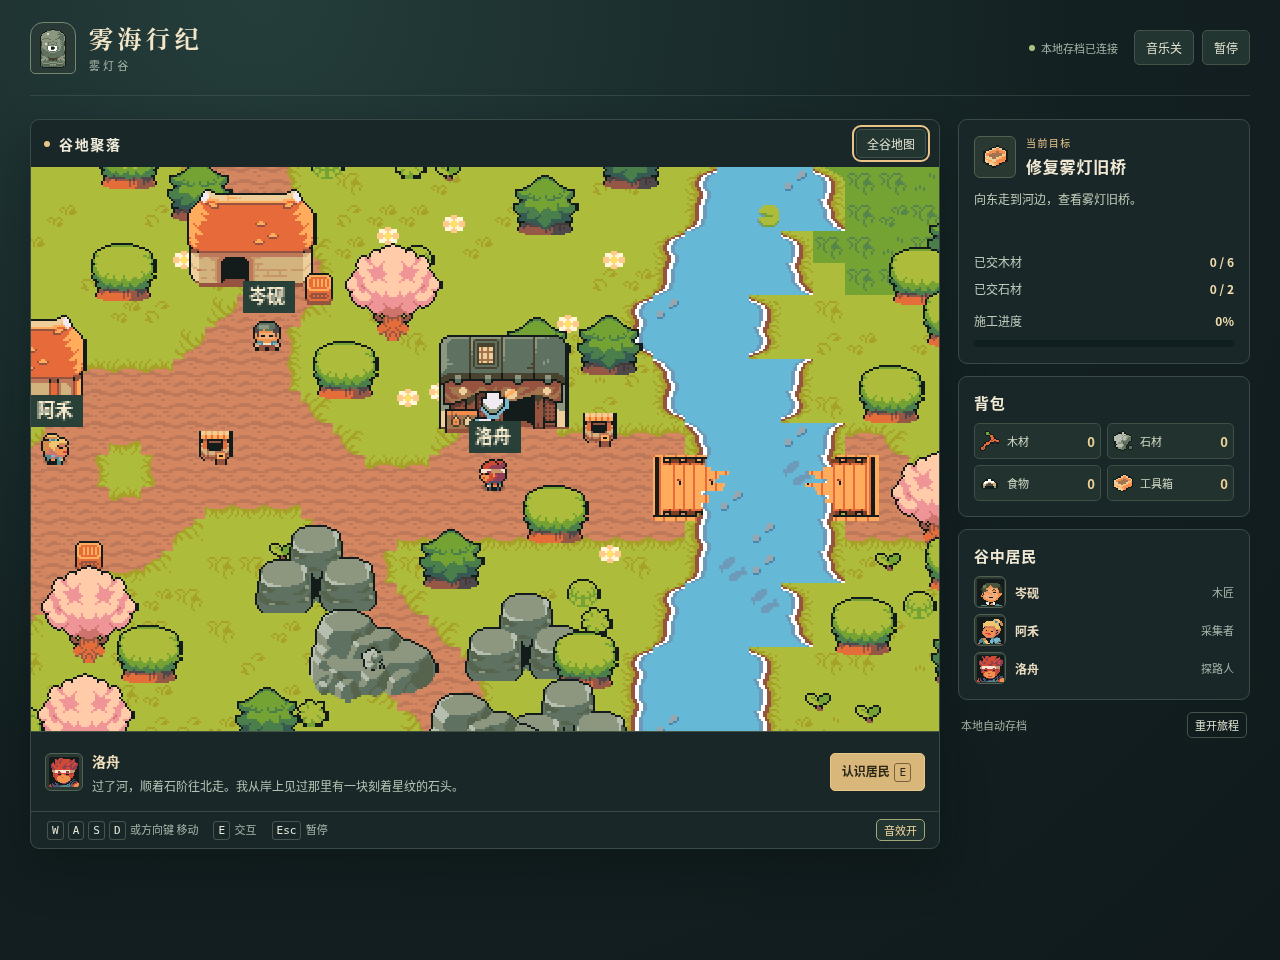 雾海行纪
雾灯谷
本地存档已连接
音乐关
暂停
谷地聚落
全谷地图
岑砚
阿禾
洛舟
洛舟
过了河，顺着石阶往北走。我从岸上见过那里有一块刻着星纹的石头。
认识居民 E
W A S D 或方向键 移动 E 交互 Esc 暂停
音效开
当前目标
修复雾灯旧桥
向东走到河边，查看雾灯旧桥。
已交木材 0 / 6
已交石材 0 / 2
施工进度 0%
背包
木材 0 石材 0
食物 0 工具箱 0
谷中居民
岑砚 木匠
阿禾 采集者
洛舟 探路人
本地自动存档 重开旅程